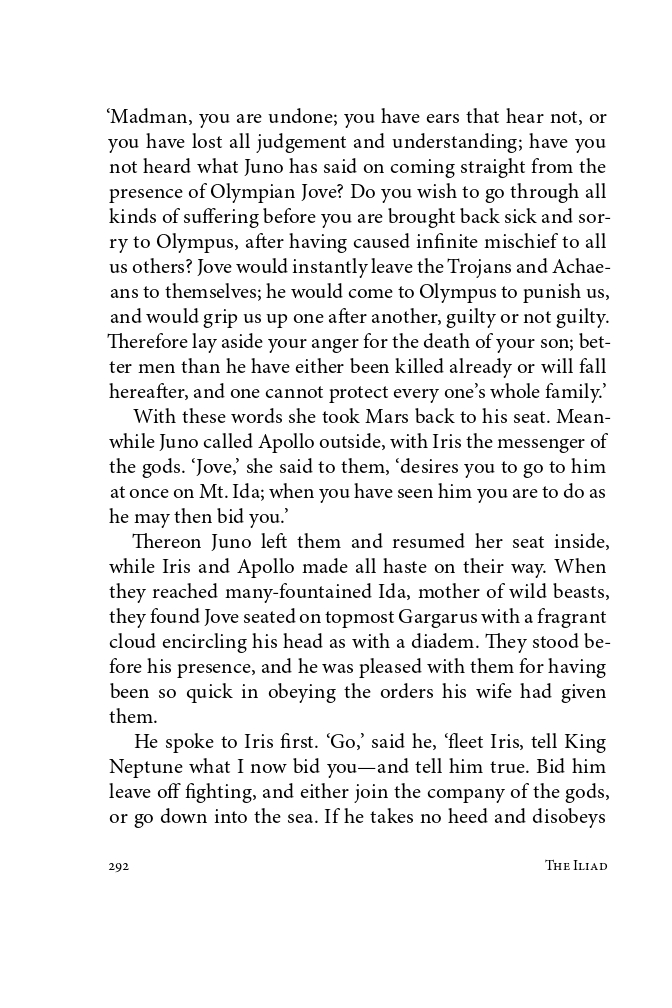 ‘Madman, you are undone; you have ears that hear not, or
you have lost all judgement and understanding; have you
not heard what Juno has said on coming straight from the
presence of Olympian Jove? Do you wish to go through all
kinds of suffering before you are brought back sick and sor-
ry to Olympus, after having caused infinite mischief to all
us others? Jove would instantly leave the Trojans and Achae-
ans to themselves; he would come to Olympus to punish us,
and would grip us up one after another, guilty or not guilty.
Therefore lay aside your anger for the death of your son; bet-
ter men than he have either been killed already or will fall
hereafter, and one cannot protect every one’s whole family.’
With these words she took Mars back to his seat. Mean-
while Juno called Apollo outside, with Iris the messenger of
the gods. ‘Jove,’ she said to them, ‘desires you to go to him
at once on Mt. Ida; when you have seen him you are to do as
he may then bid you.’
Thereon Juno left them and resumed her seat inside,
while Iris and Apollo made all haste on their way. When
they reached many-fountained Ida, mother of wild beasts,
they found Jove seated on topmost Gargarus with a fragrant
cloud encircling his head as with a diadem. They stood be-
fore his presence, and he was pleased with them for having
been so quick in obeying the orders his wife had given
them.
He spoke to Iris first. ‘Go,’ said he, ‘fleet Iris, tell King
Neptune what I now bid you—and tell him true. Bid him
leave off fighting, and either join the company of the gods,
or go down into the sea. If he takes no heed and disobeys
292 The Iliad